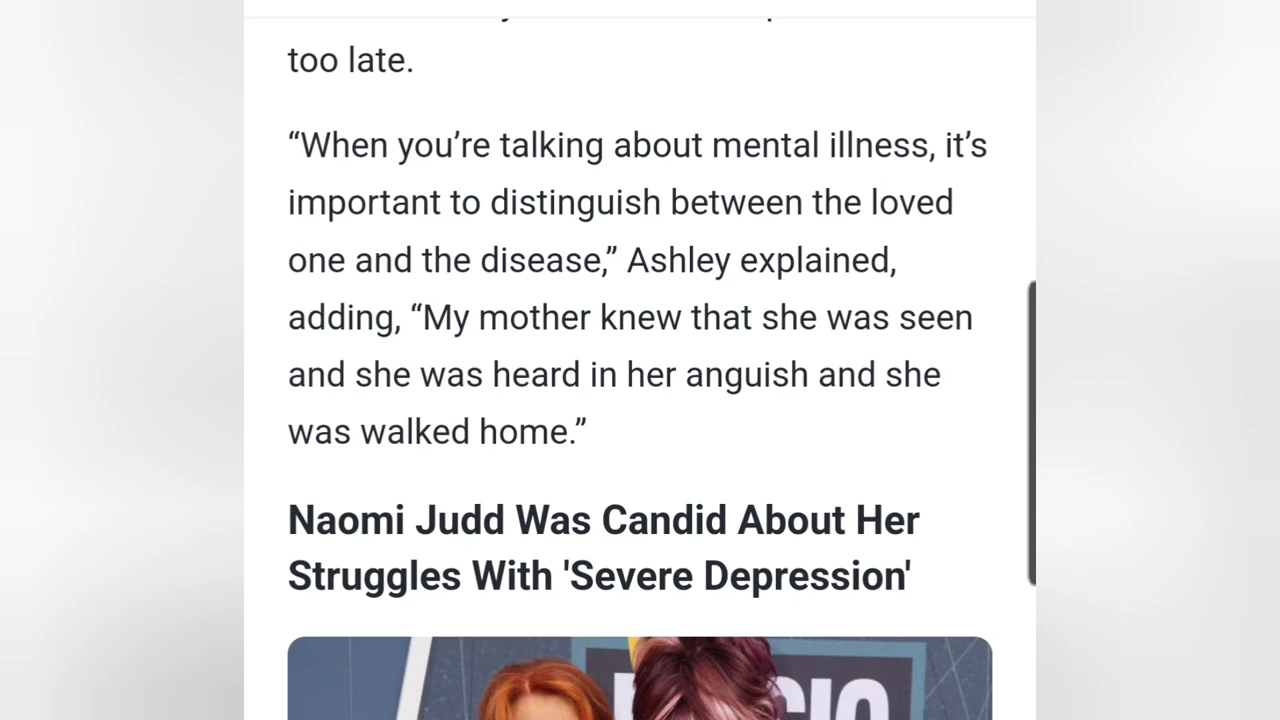 too late.
“When you’re talking about mental illness, it’s
important to distinguish between the loved
one and the disease,” Ashley explained,
adding, “My mother knew that she was seen
and she was heard in her anguish and she
was walked home.”
Naomi Judd Was Candid About Her
Struggles With 'Severe Depression'